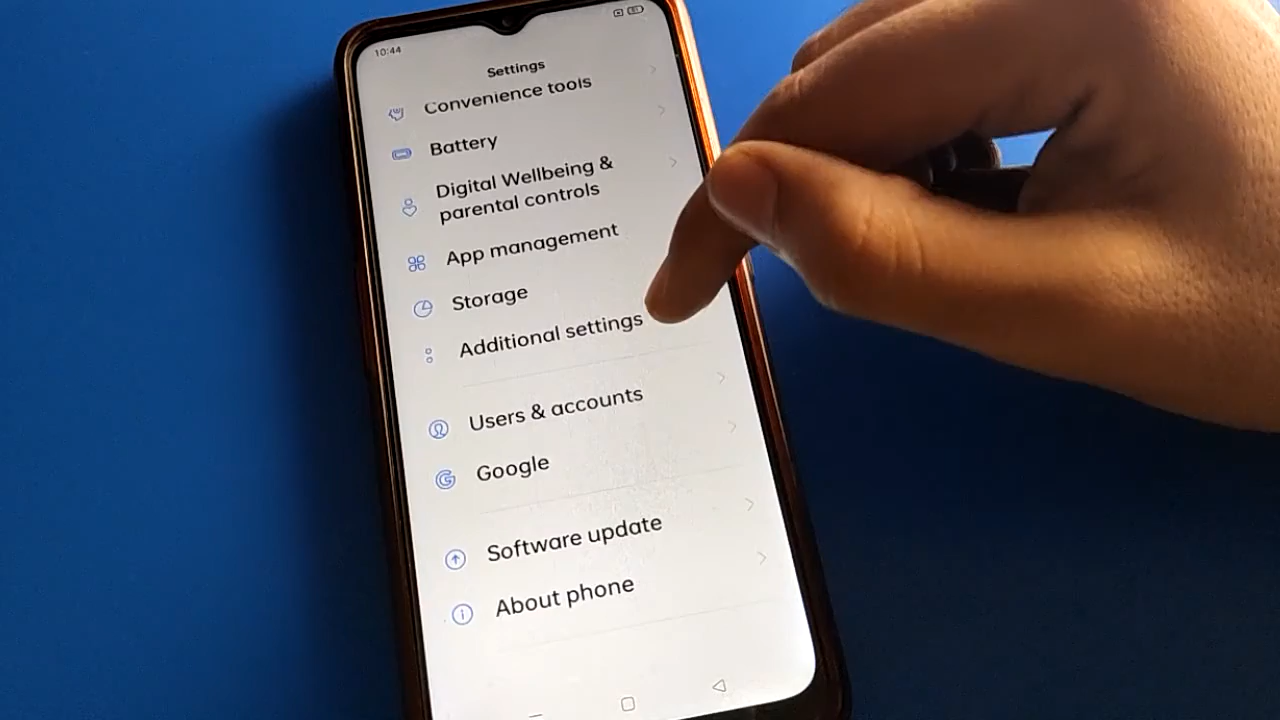 10:44
Settings
Convenience tools
Battery
Digital Wellbeing &
parental controls
App management
Storage
Additional settings
Users & accounts
Google
Software update
About phone